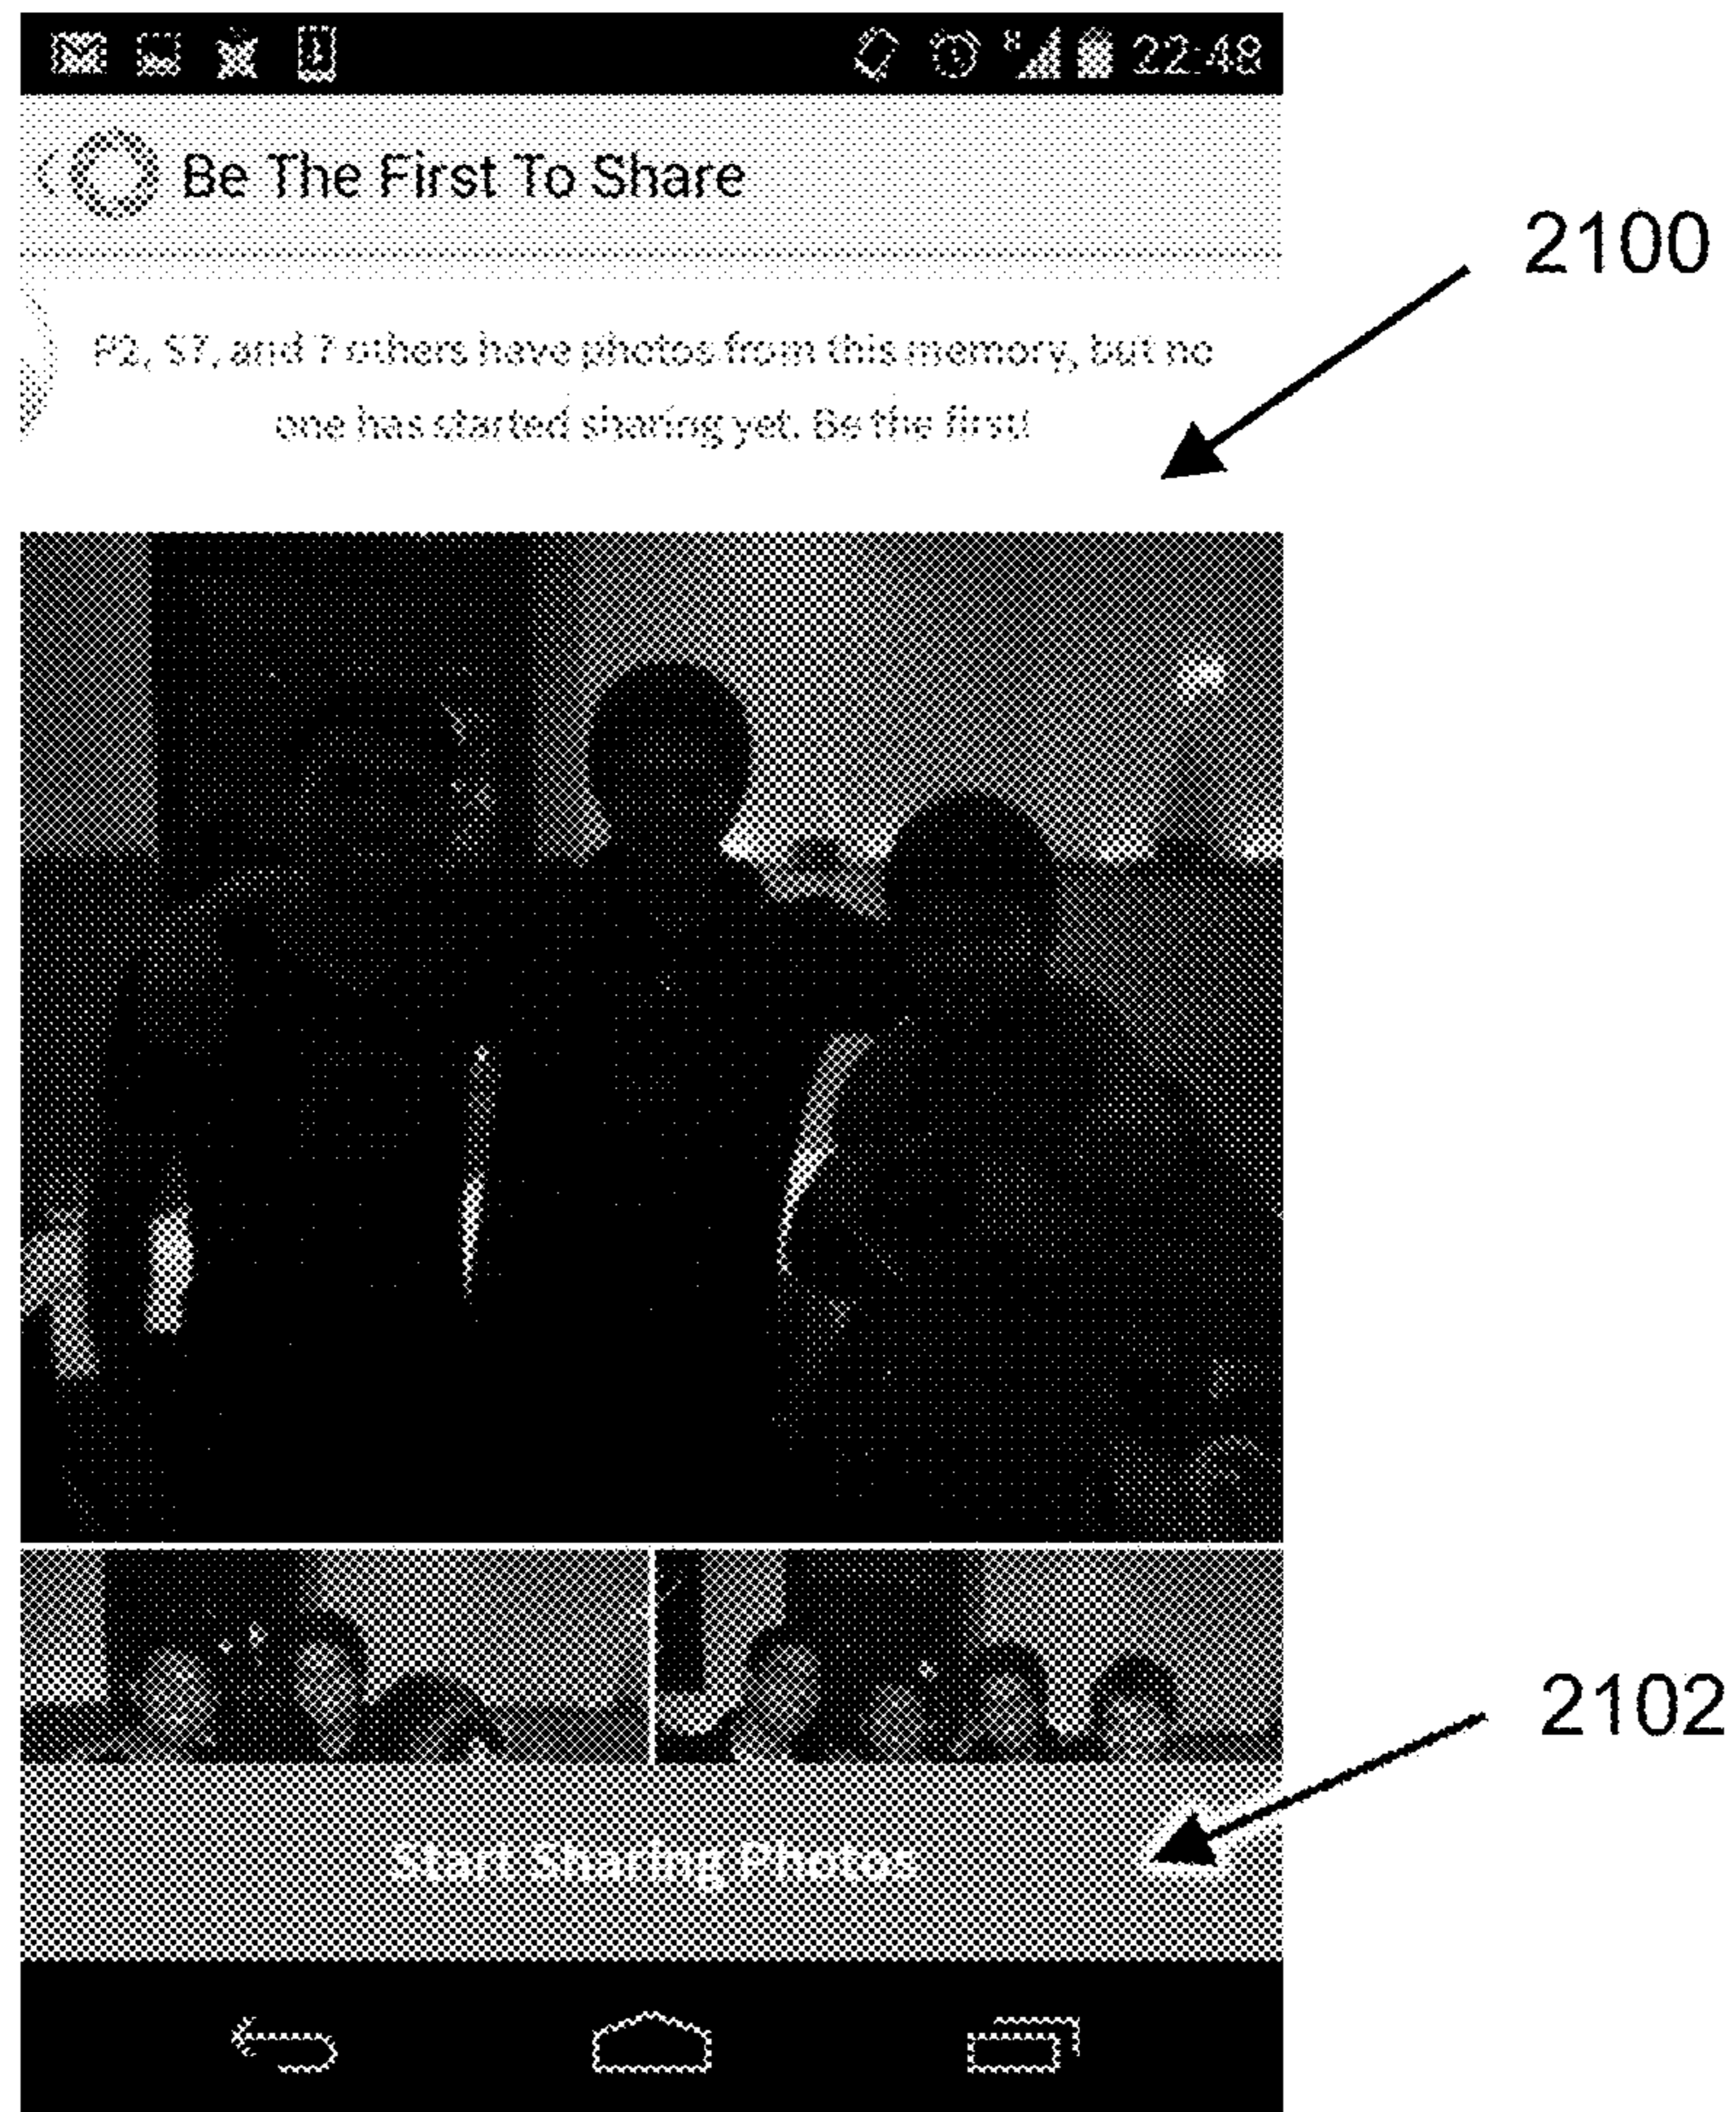 22:48
Be The First To Share
2100
P2, S7, and 7 others have photos from this memory, but no
one has started sharing yet. Be the first!
Start Sharing Photos
2102